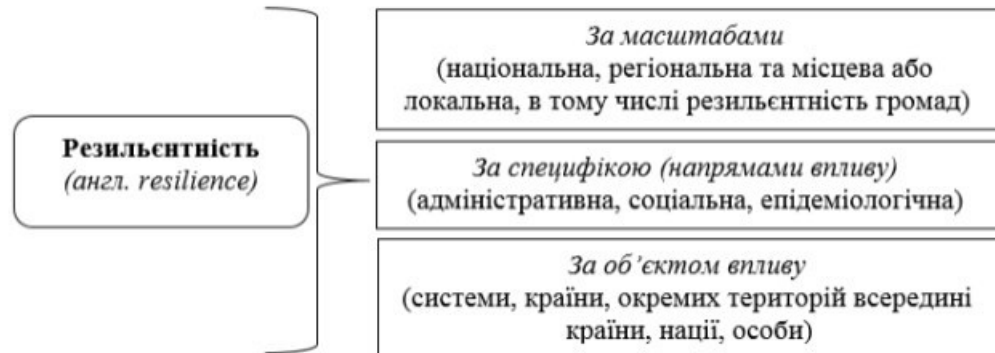 Резильєнтність
(англ. resilience)
За масштабами
(національна, регіональна та місцева або
локальна, в тому числі резильєнтність громад)
За специфікою (напрямами впливу)
(адміністративна, соціальна, епідеміологічна)
За об’єктом впливу
(системи, країни, окремих територій всередині
країни, нації, особи)